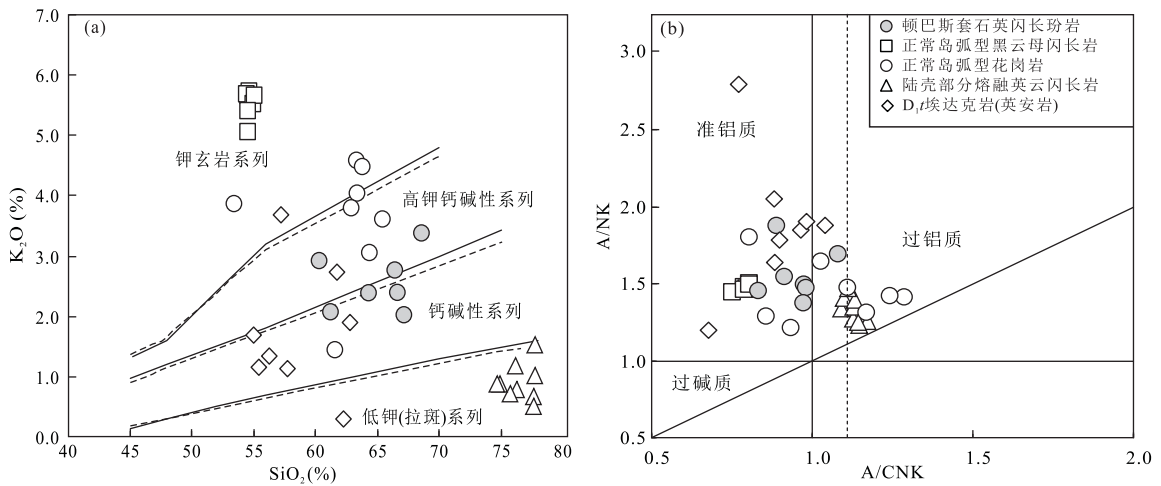 (a)
7.0
6.0
5.0
4.0
3.0
2.0
1.0
0.0
K₂O (%)
钾玄岩系列
高钾钙碱性系列
钙碱性系列
低钾(拉斑)系列
40 45 50 55 60 65 70 75 80
SiO₂(%)
(b)
顿巴斯套石英闪长玢岩
正常岛弧型黑云母闪长岩
正常岛弧型花岗岩
陆壳部分熔融英云闪长岩
D₁t埃达克岩(英安岩)
3.0
2.5
2.0
1.5
1.0
0.5
A/NK
准铝质
过铝质
过碱质
0.5 1.0 1.5 2.0
A/CNK